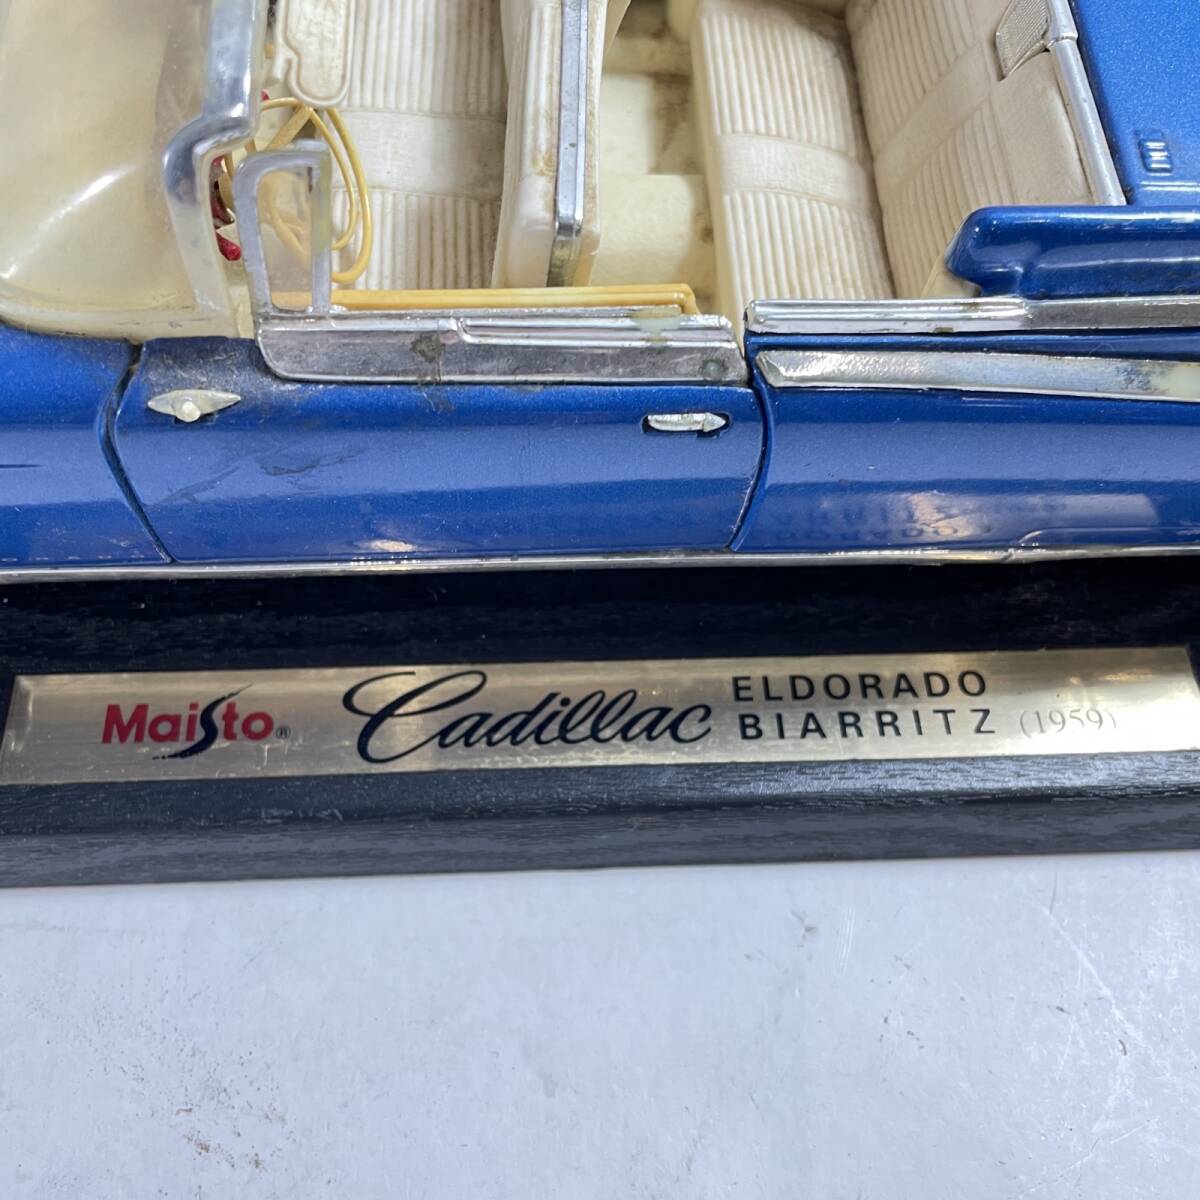 Maisto® Cadillac ELDORADO
BIARRITZ (1959)